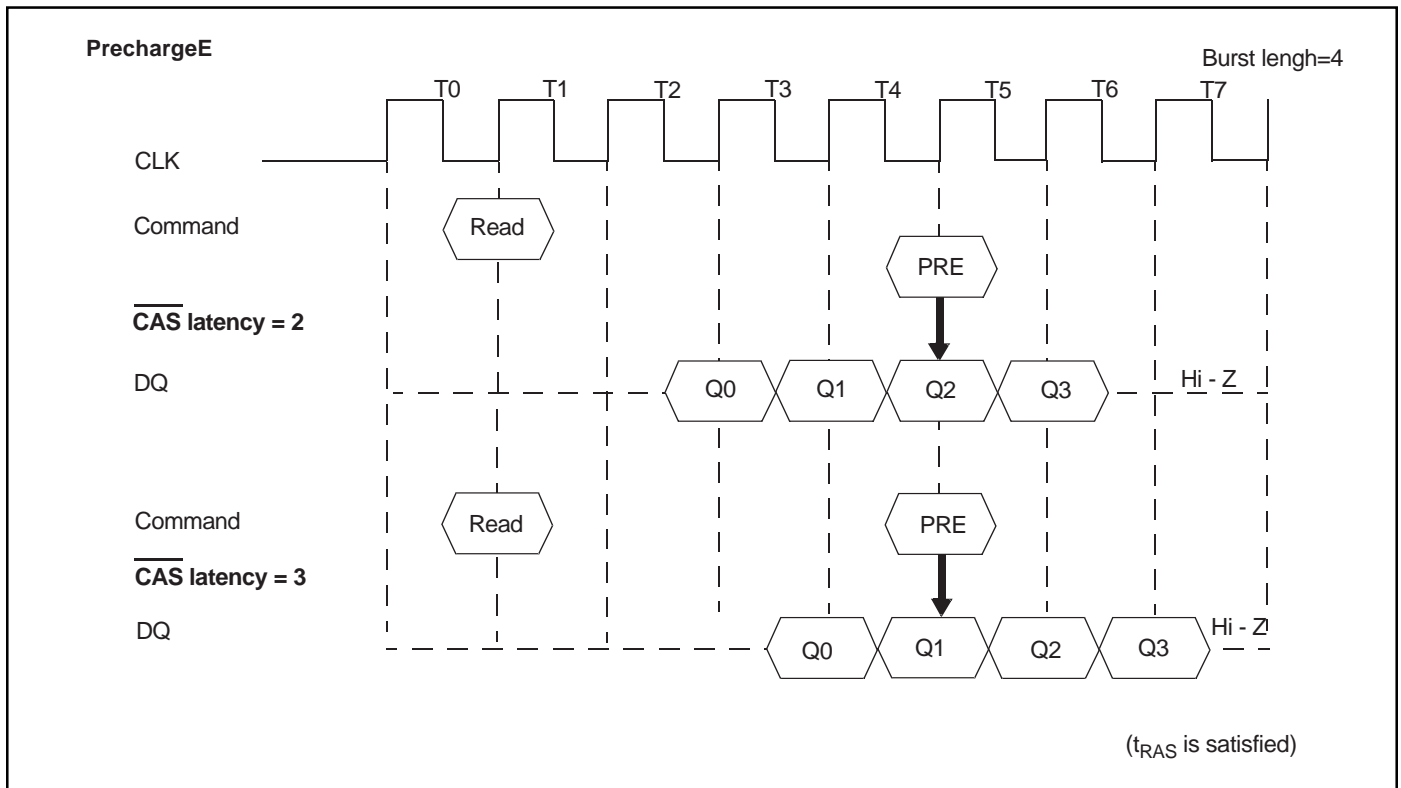 PrechargeE
Burst lengh=4
T0 T1 T2 T3 T4 T5 T6 T7
CLK
Command Read
PRE
CAS latency = 2
DQ Q0 Q1 Q2 Q3 Hi - Z
Command Read PRE
CAS latency = 3
DQ Q0 Q1 Q2 Q3 Hi - Z
(tRAS is satisfied)